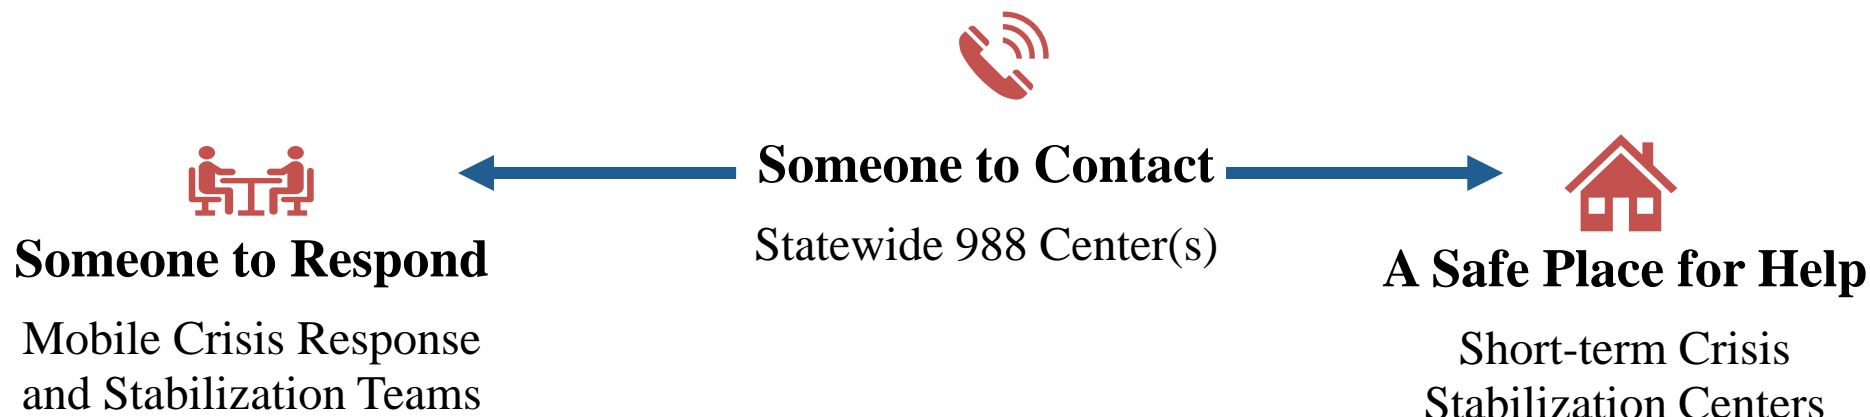 Someone to Contact
Statewide 988 Center(s)
Someone to Respond
Mobile Crisis Response
and Stabilization Teams
A Safe Place for Help
Short-term Crisis
Stabilization Centers